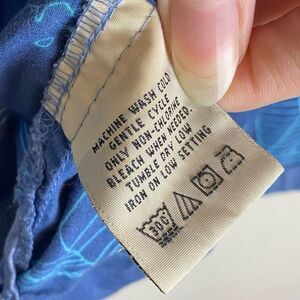 MACHINE WASH COLD
GENTLE CYCLE
ONLY NON-CHLORINE
BLEACH WHEN NEEDED.
TUMBLE DRY LOW
IRON ON LOW SETTING
30°